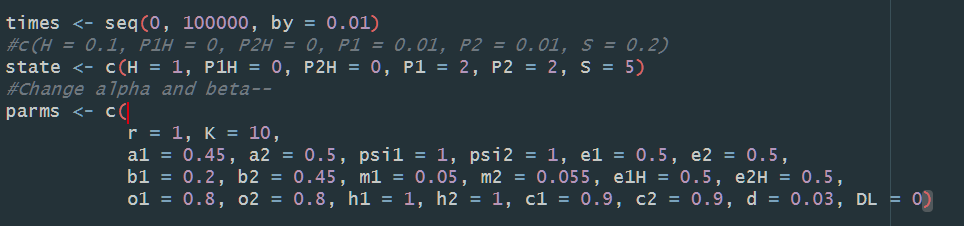 times <- seq(0, 100000, by = 0.01)
#c(H = 0.1, P1H = 0, P2H = 0, P1 = 0.01, P2 = 0.01, S = 0.2)
state <- c(H = 1, P1H = 0, P2H = 0, P1 = 2, P2 = 2, S = 5)
#Change alpha and beta--
parms <- c(
r = 1, K = 10,
a1 = 0.45, a2 = 0.5, psi1 = 1, psi2 = 1, e1 = 0.5, e2 = 0.5,
b1 = 0.2, b2 = 0.45, m1 = 0.05, m2 = 0.055, e1H = 0.5, e2H = 0.5,
o1 = 0.8, o2 = 0.8, h1 = 1, h2 = 1, c1 = 0.9, c2 = 0.9, d = 0.03, DL = 0)